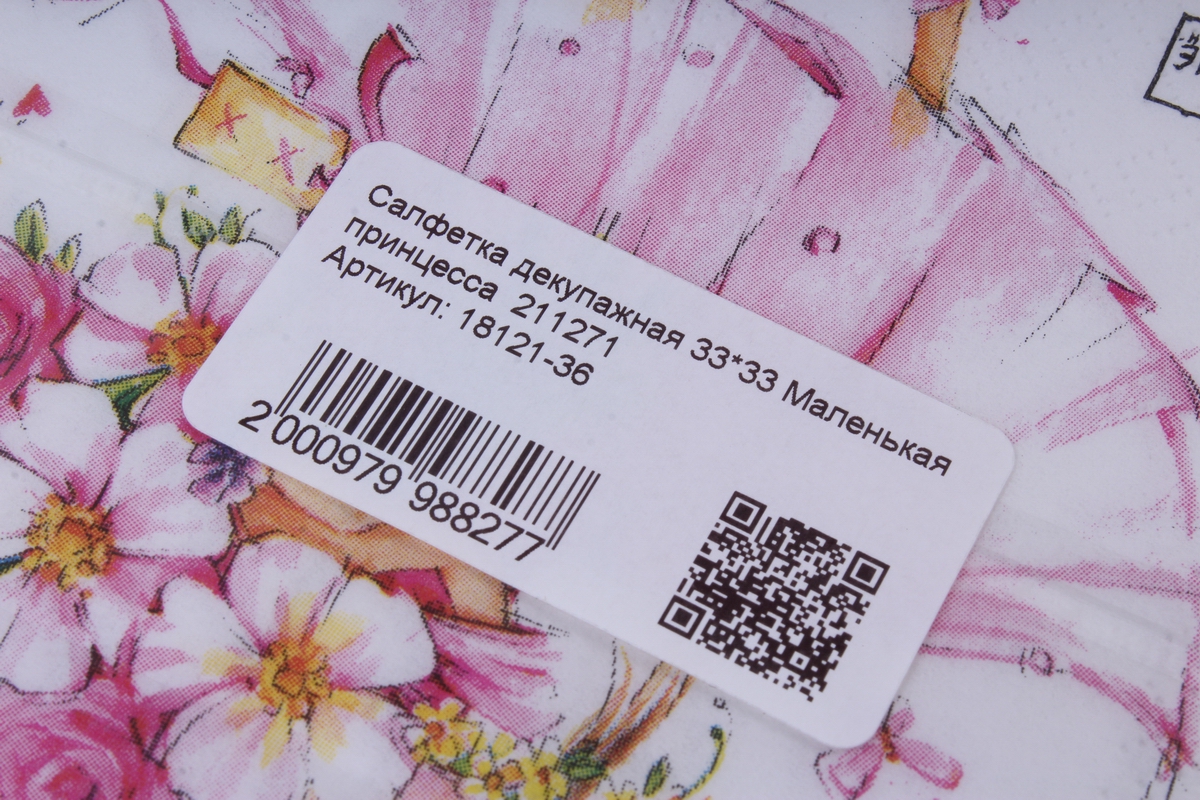 Салфетка декупажная 33*33 Маленькая
принцесса 211271
Артикул: 18121-36
2 000979 988277